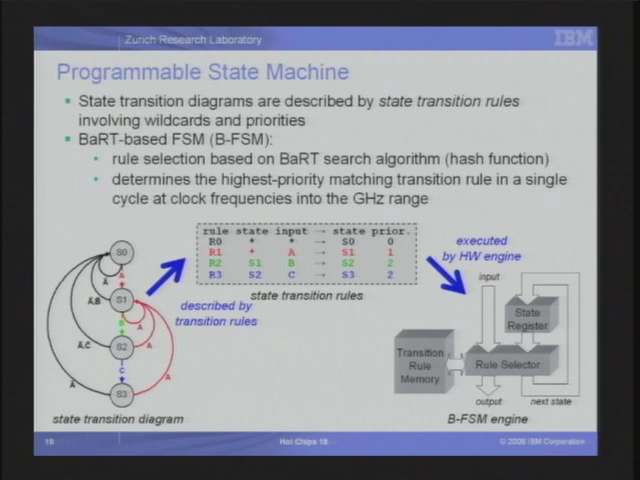 Zurich Research Laboratory
IBM
Programmable State Machine
State transition diagrams are described by state transition rules
involving wildcards and priorities
BaRT-based FSM (B-FSM):
rule selection based on BaRT search algorithm (hash function)
determines the highest-priority matching transition rule in a single
cycle at clock frequencies into the GHz range
rule state input → state prior.
R0 * * → S0 0
R1 * A → S1 1
R2 S1 B → S2 2
R3 S2 C → S3 2
state transition rules
described by
transition rules
executed
by HW engine
S0
A
A
A,B
S1
B
A
A,C
S2
A
C
A
A
S3
state transition diagram
input
State
Register
Transition
Rule
Memory
Rule Selector
output
next state
B-FSM engine
10
Hot Chips 18
© 2006 IBM Corporation